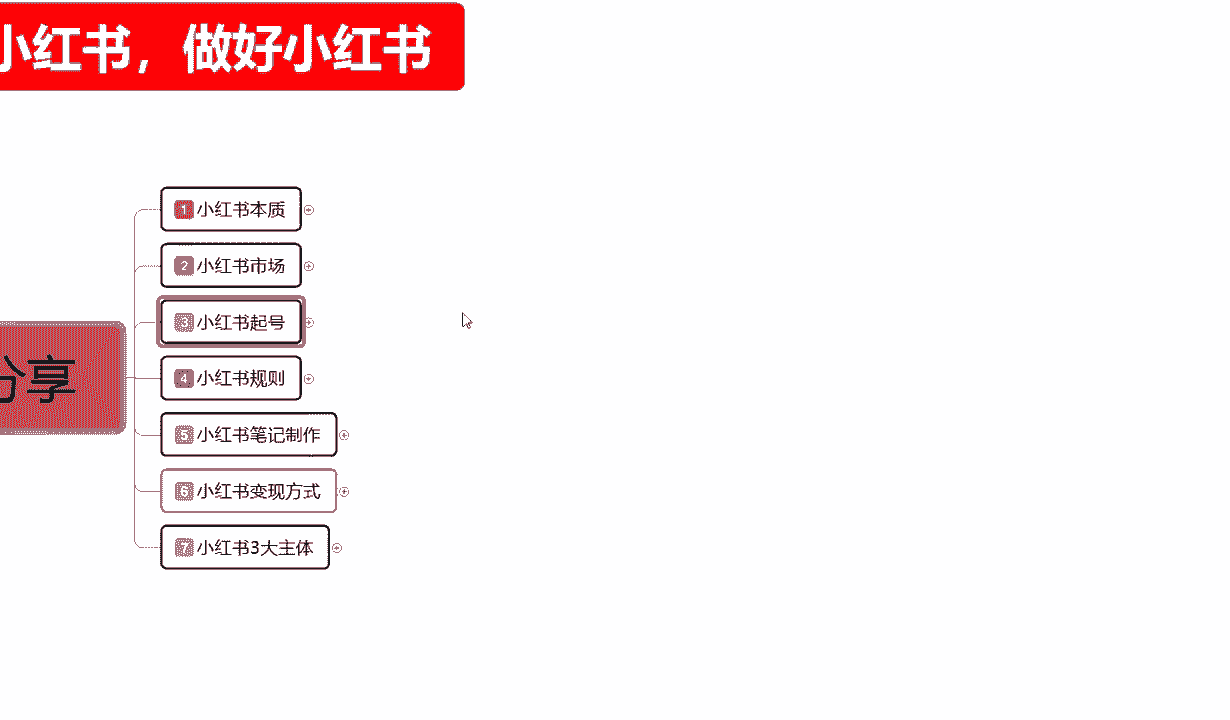 小红书，做好小红书
1 小红书本质
2 小红书市场
3 小红书起号
4 小红书规则
分享
5 小红书笔记制作
6 小红书变现方式
7 小红书3大主体